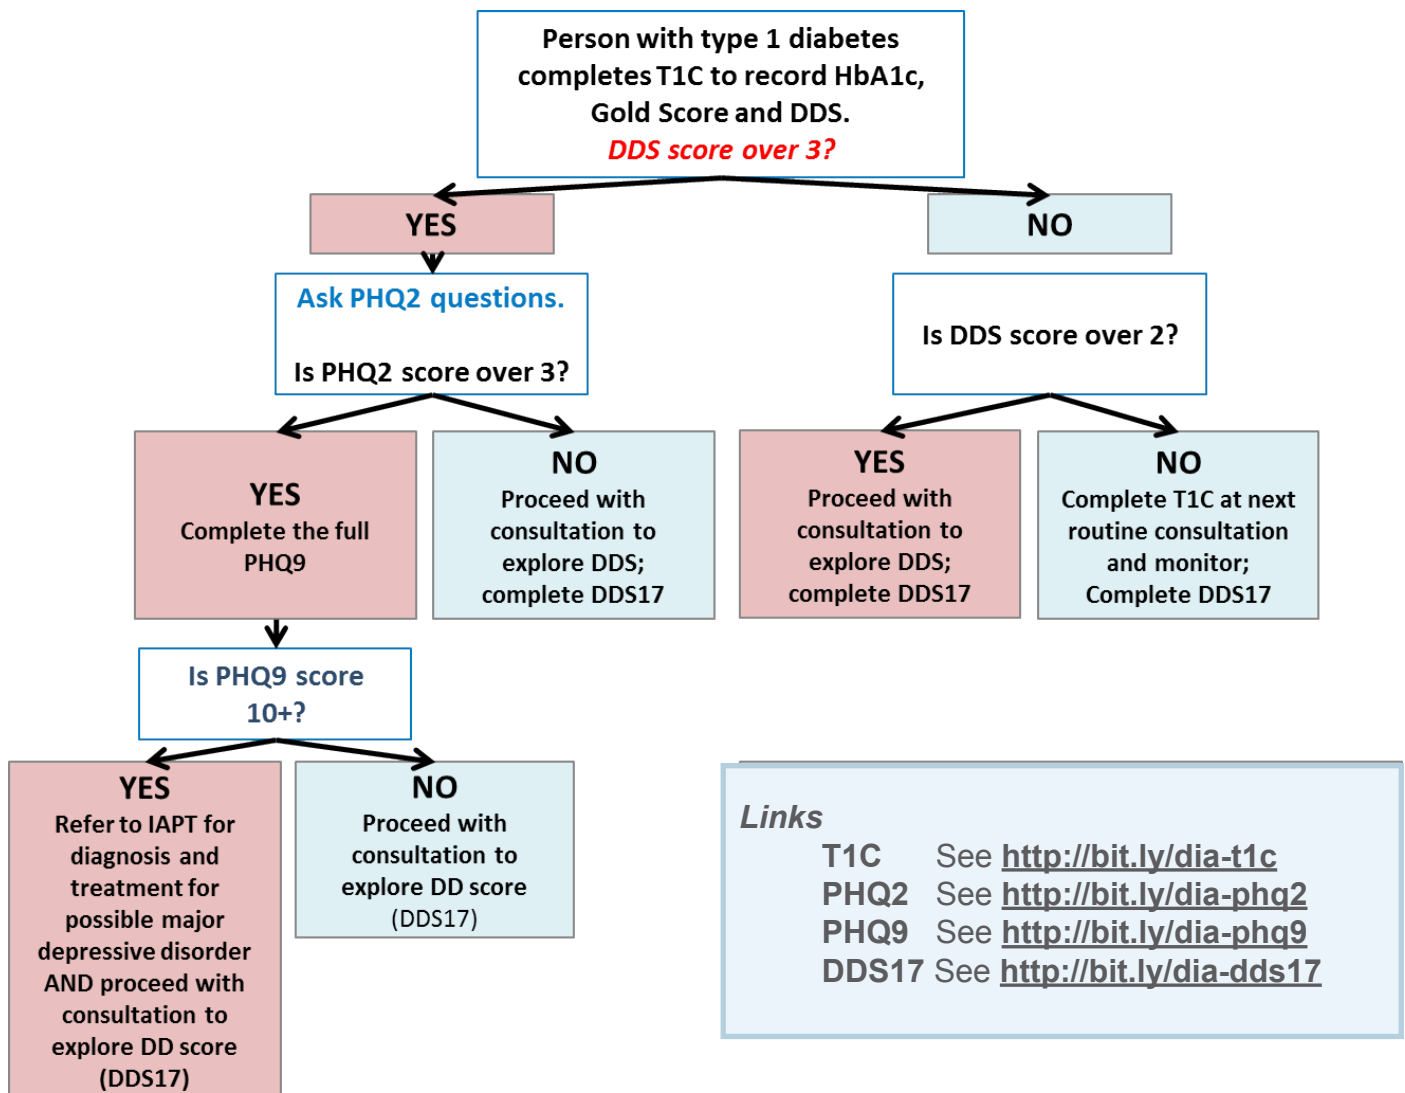 Person with type 1 diabetes
completes T1C to record HbA1c,
Gold Score and DDS.
DDS score over 3?
YES
NO
Ask PHQ2 questions.
Is PHQ2 score over 3?
Is DDS score over 2?
YES
Complete the full
PHQ9
NO
Proceed with
consultation to
explore DDS;
complete DDS17
YES
Proceed with
consultation to
explore DDS;
complete DDS17
NO
Complete T1C at next
routine consultation
and monitor;
Complete DDS17
Is PHQ9 score
10+?
YES
Refer to IAPT for
diagnosis and
treatment for
possible major
depressive disorder
AND proceed with
consultation to
explore DD score
(DDS17)
NO
Proceed with
consultation to
explore DD score
(DDS17)
Links
T1C See http://bit.ly/dia-t1c
PHQ2 See http://bit.ly/dia-phq2
PHQ9 See http://bit.ly/dia-phq9
DDS17 See http://bit.ly/dia-dds17